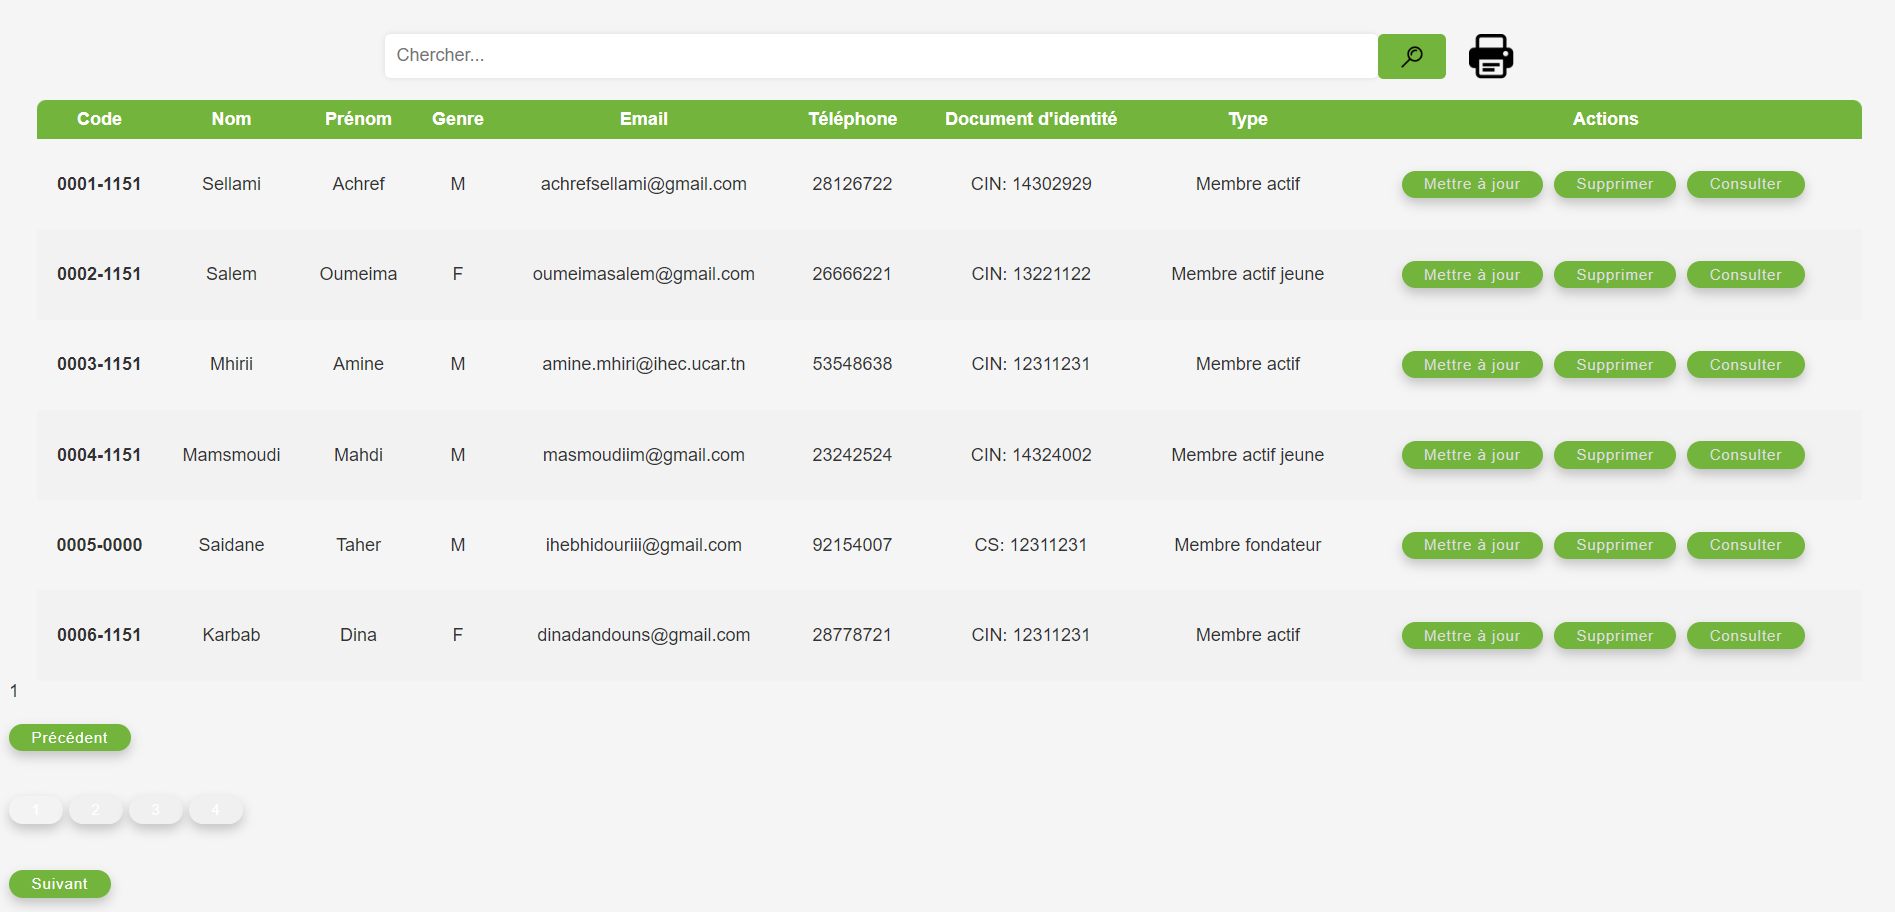 Chercher...
Code Nom Prénom Genre Email Téléphone Document d'identité Type Actions
0001-1151 Sellami Achref M achrefsellami@gmail.com 28126722 CIN: 14302929 Membre actif Mettre à jour Supprimer Consulter
0002-1151 Salem Oumeima F oumeimasalem@gmail.com 26666221 CIN: 13221122 Membre actif jeune Mettre à jour Supprimer Consulter
0003-1151 Mhirii Amine M amine.mhiri@ihec.ucar.tn 53548638 CIN: 12311231 Membre actif Mettre à jour Supprimer Consulter
0004-1151 Mamsmoudi Mahdi M masmoudiim@gmail.com 23242524 CIN: 14324002 Membre actif jeune Mettre à jour Supprimer Consulter
0005-0000 Saidane Taher M ihebhidouriii@gmail.com 92154007 CS: 12311231 Membre fondateur Mettre à jour Supprimer Consulter
0006-1151 Karbab Dina F dinadandouns@gmail.com 28778721 CIN: 12311231 Membre actif Mettre à jour Supprimer Consulter
1
Précédent
1 2 3 4
Suivant